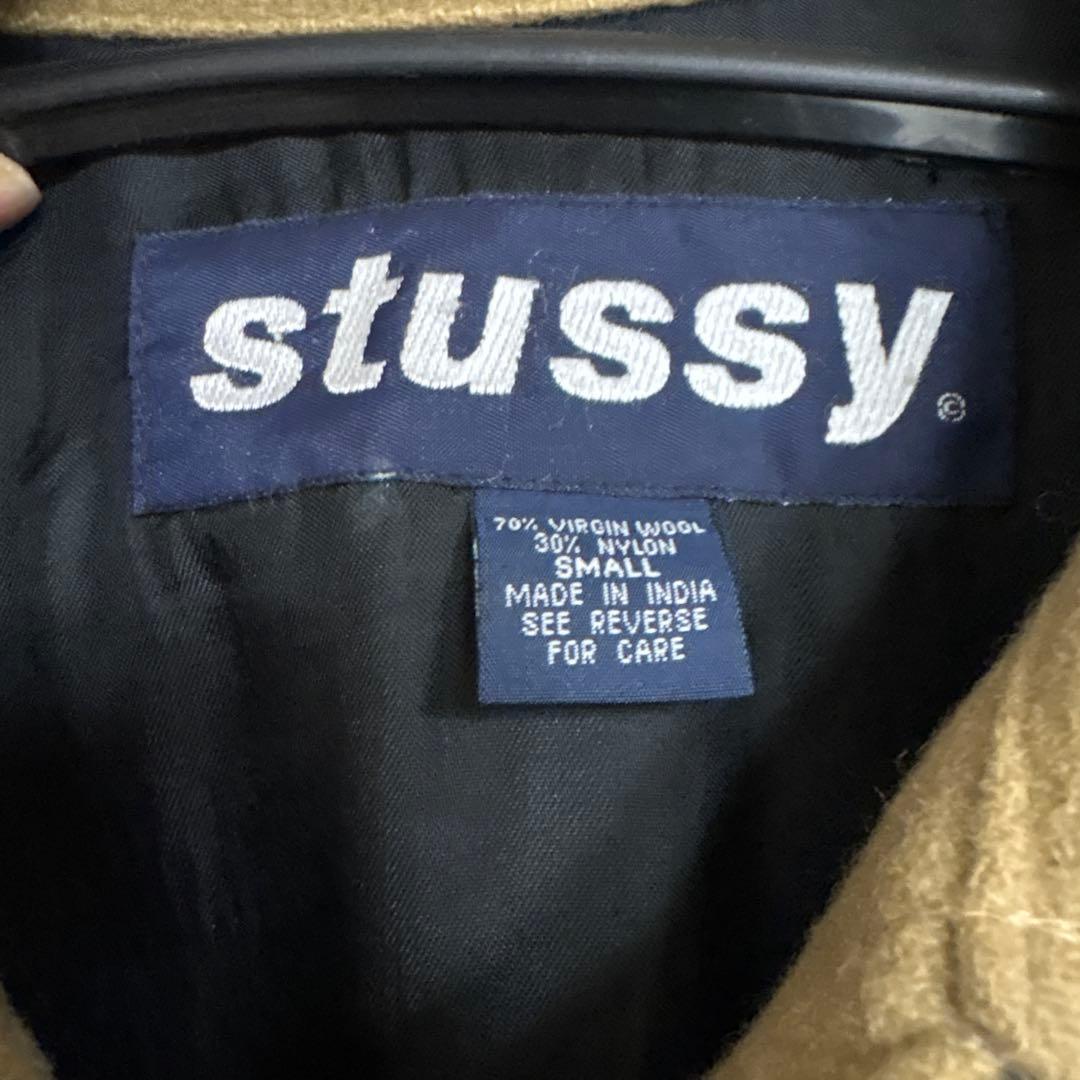 stussy ©
70% VIRGIN WOOL
30% NYLON
SMALL
MADE IN INDIA
SEE REVERSE
FOR CARE